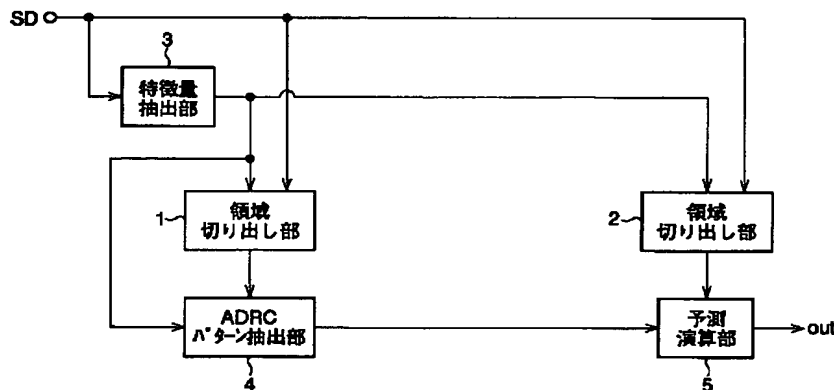 SD
3
特徴量
抽出部
1
領域
切り出し部
2
領域
切り出し部
ADRC
パターン抽出部
4
予測
演算部
5
out